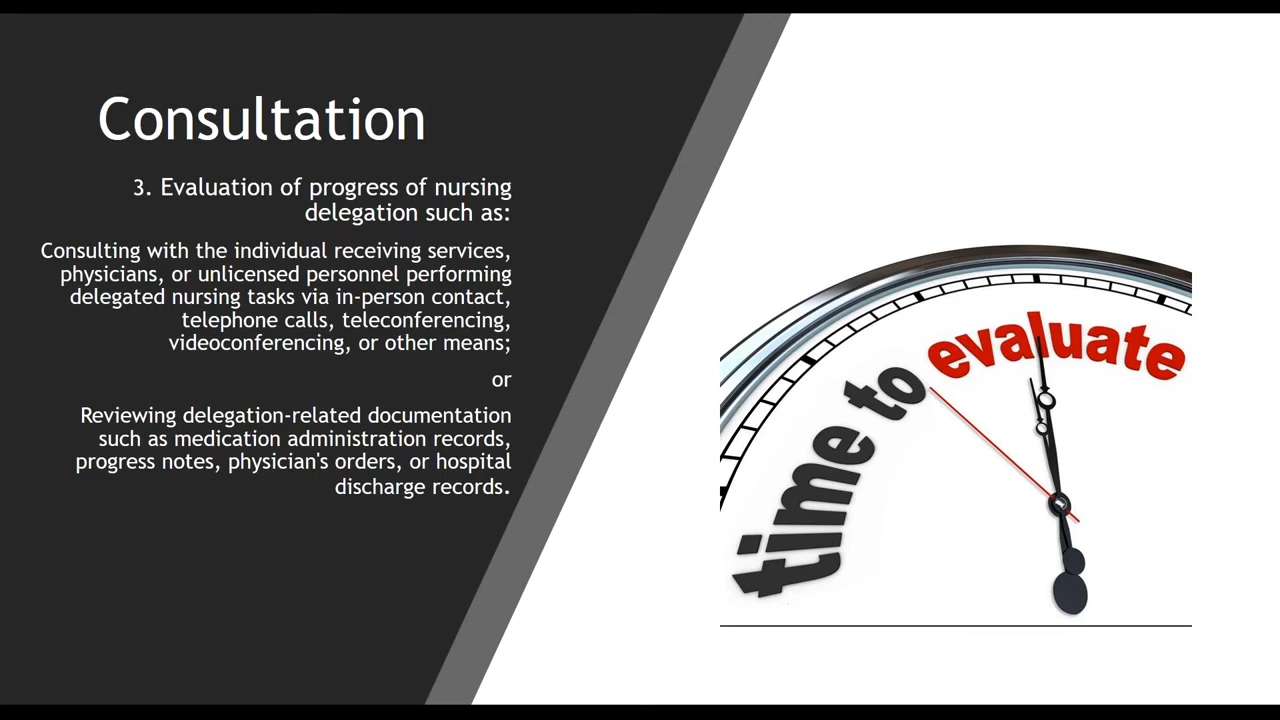 Consultation
3. Evaluation of progress of nursing
delegation such as:
Consulting with the individual receiving services,
physicians, or unlicensed personnel performing
delegated nursing tasks via in-person contact,
telephone calls, teleconferencing,
videoconferencing, or other means;
or
Reviewing delegation-related documentation
such as medication administration records,
progress notes, physician's orders, or hospital
discharge records.
time to evaluate